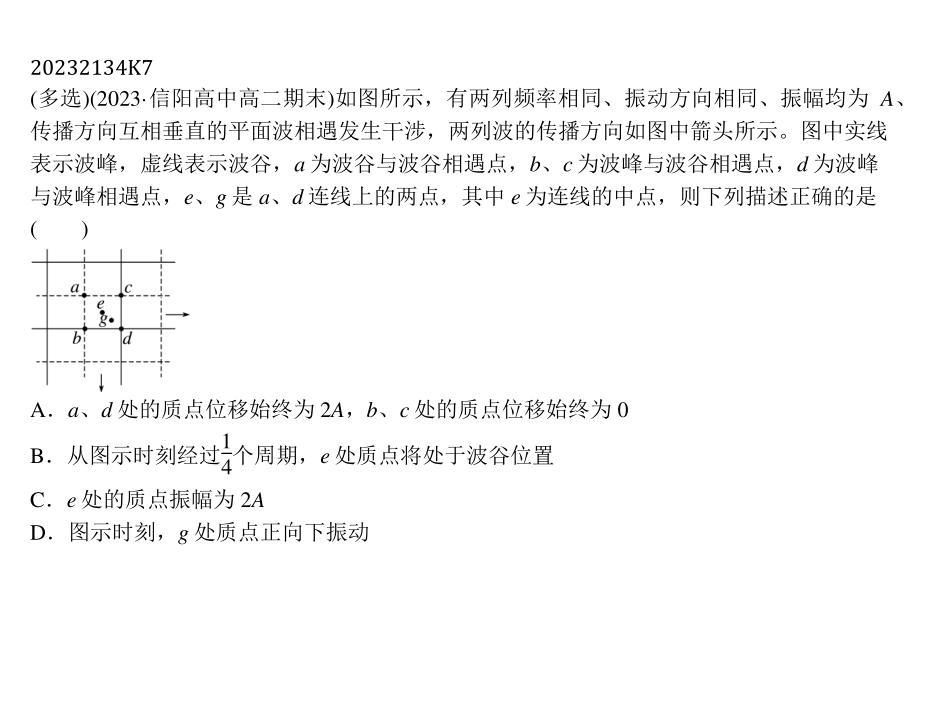 20232134K7
(多选)(2023·信阳高中高二期末)如图所示，有两列频率相同、振动方向相同、振幅均为 A、
传播方向互相垂直的平面波相遇发生干涉，两列波的传播方向如图中箭头所示。图中实线
表示波峰，虚线表示波谷，a 为波谷与波谷相遇点，b、c 为波峰与波谷相遇点，d 为波峰
与波峰相遇点，e、g 是 a、d 连线上的两点，其中 e 为连线的中点，则下列描述正确的是
(　　)
a c
e
g
b d
A．a、d 处的质点位移始终为 2A，b、c 处的质点位移始终为 0
B．从图示时刻经过1/4个周期，e 处质点将处于波谷位置
C．e 处的质点振幅为 2A
D．图示时刻，g 处质点正向下振动